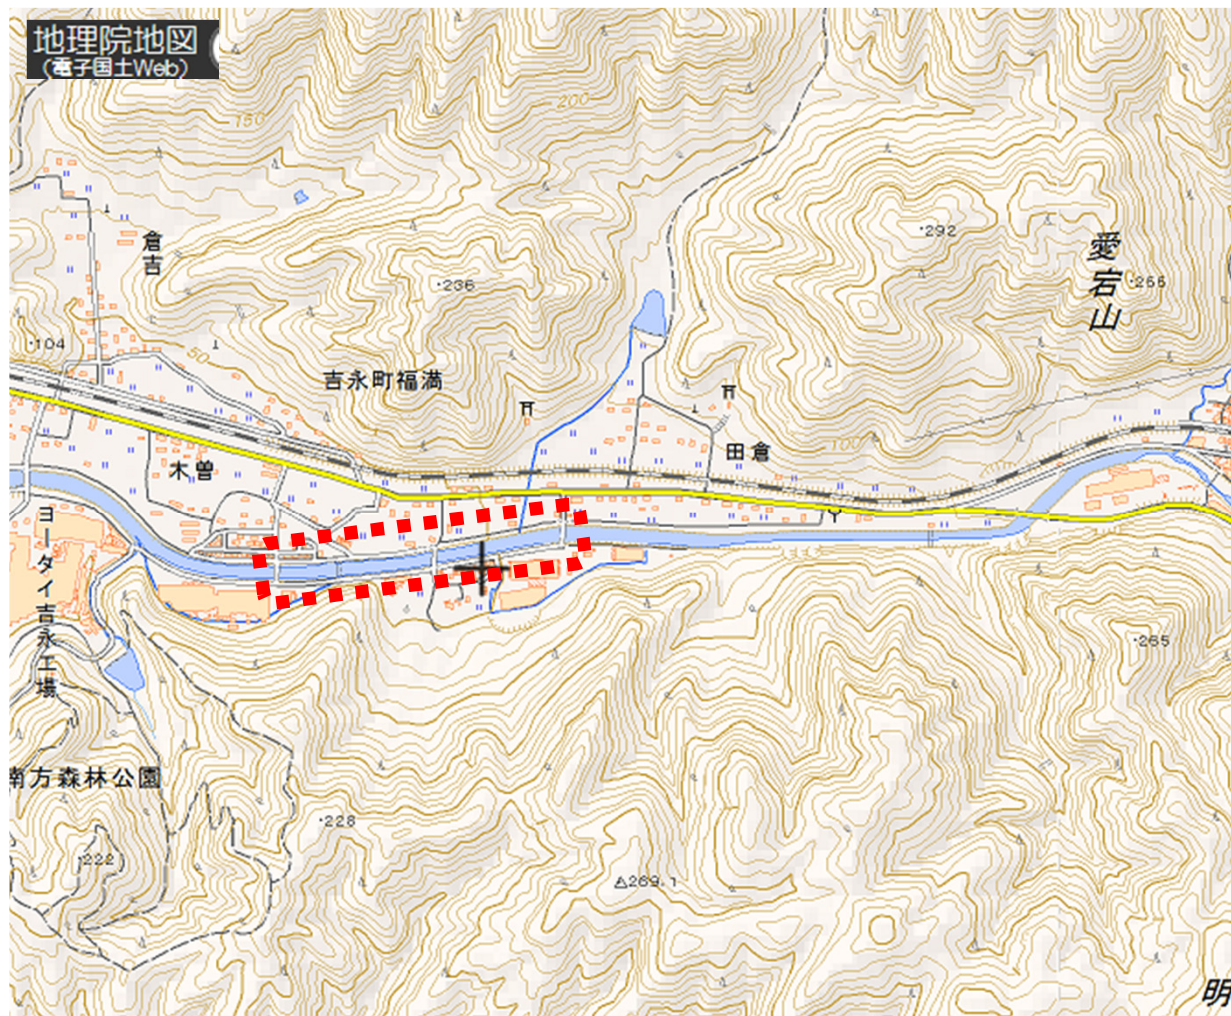 地理院地図
(電子国土Web)
200
150
倉吉
・292
愛宕山
・266
・236
・104
50
吉永町福満
100
田倉
木曽
ヨータイ吉永工場
・265
南方森林公園
・228
・222
△269.1
明